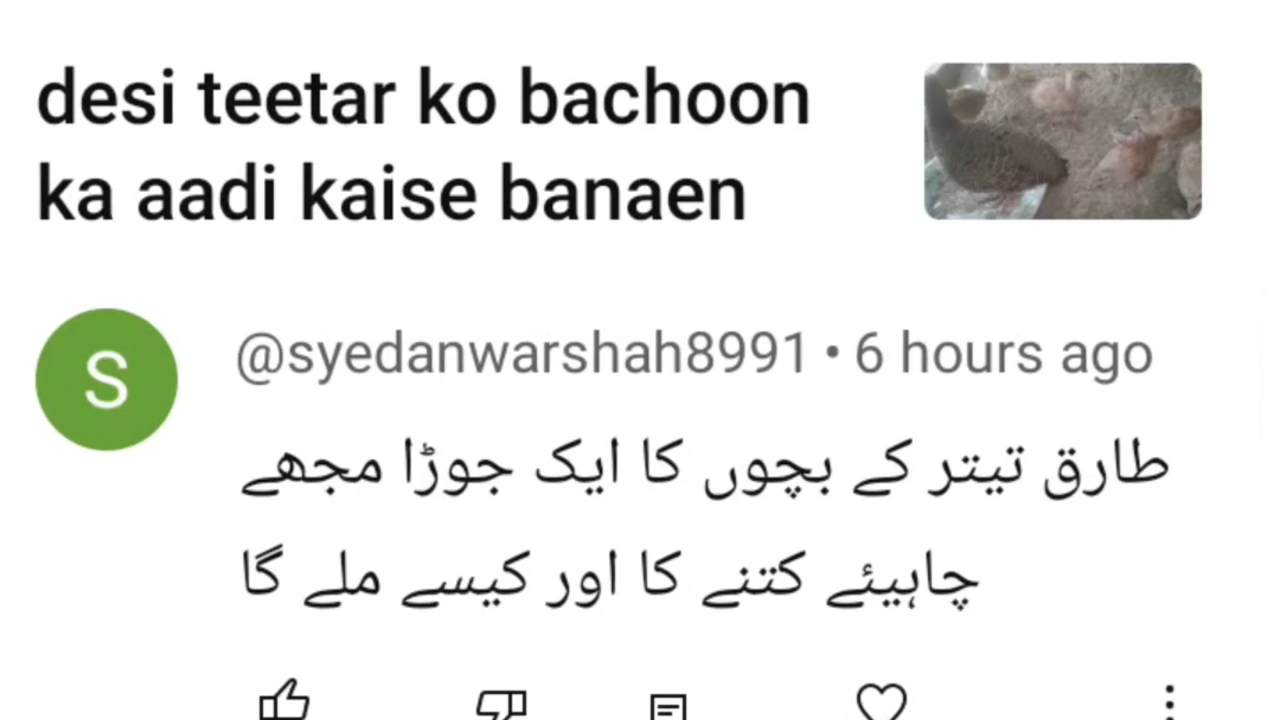 desi teetar ko bachoon
ka aadi kaise banaen
S
@syedanwarshah8991 • 6 hours ago
طارق تیتر کے بچوں کا ایک جوڑا مجھے
چاہیئے کتنے کا اور کیسے ملے گا